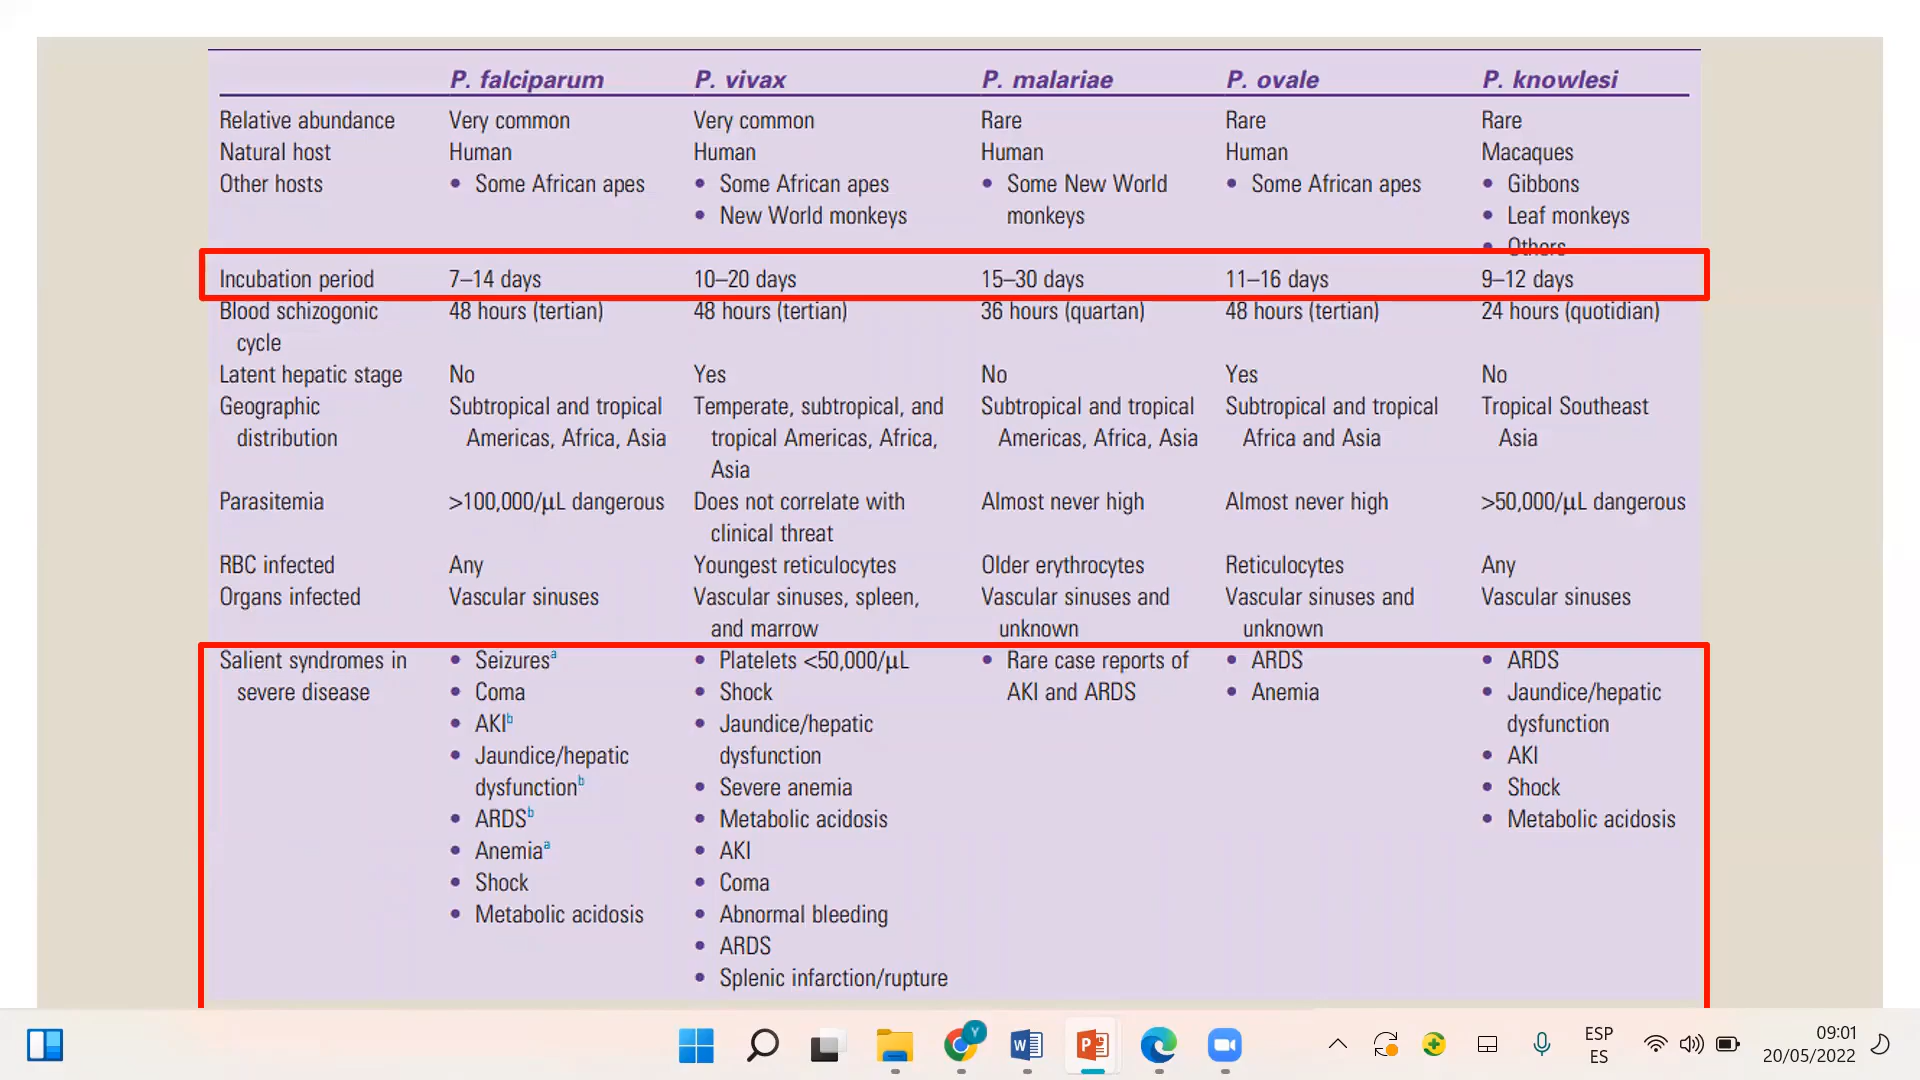 P. falciparum P. vivax P. malariae P. ovale P. knowlesi
Relative abundance Very common Very common Rare Rare Rare
Natural host Human Human Human Human Macaques
Other hosts • Some African apes • Some African apes • Some New World • Some African apes • Gibbons
• New World monkeys monkeys • Leaf monkeys
• Others
Incubation period 7–14 days 10–20 days 15–30 days 11–16 days 9–12 days
Blood schizogonic 48 hours (tertian) 48 hours (tertian) 36 hours (quartan) 48 hours (tertian) 24 hours (quotidian)
cycle
Latent hepatic stage No Yes No Yes No
Geographic Subtropical and tropical Temperate, subtropical, and Subtropical and tropical Subtropical and tropical Tropical Southeast
distribution Americas, Africa, Asia tropical Americas, Africa, Americas, Africa, Asia Africa and Asia Asia
Asia
Parasitemia >100,000/µL dangerous Does not correlate with Almost never high Almost never high >50,000/µL dangerous
clinical threat
RBC infected Any Youngest reticulocytes Older erythrocytes Reticulocytes Any
Organs infected Vascular sinuses Vascular sinuses, spleen, Vascular sinuses and Vascular sinuses and Vascular sinuses
and marrow unknown unknown
Salient syndromes in • Seizuresᵃ • Platelets <50,000/µL • Rare case reports of • ARDS • ARDS
severe disease • Coma • Shock AKI and ARDS • Anemia • Jaundice/hepatic
• AKIᵇ • Jaundice/hepatic dysfunction
• Jaundice/hepatic dysfunction • AKI
dysfunctionᵇ • Severe anemia • Shock
• ARDSᵇ • Metabolic acidosis • Metabolic acidosis
• Anemiaᵃ • AKI
• Shock • Coma
• Metabolic acidosis • Abnormal bleeding
• ARDS
• Splenic infarction/rupture
Y
W
P
ESP
ES
09:01
20/05/2022